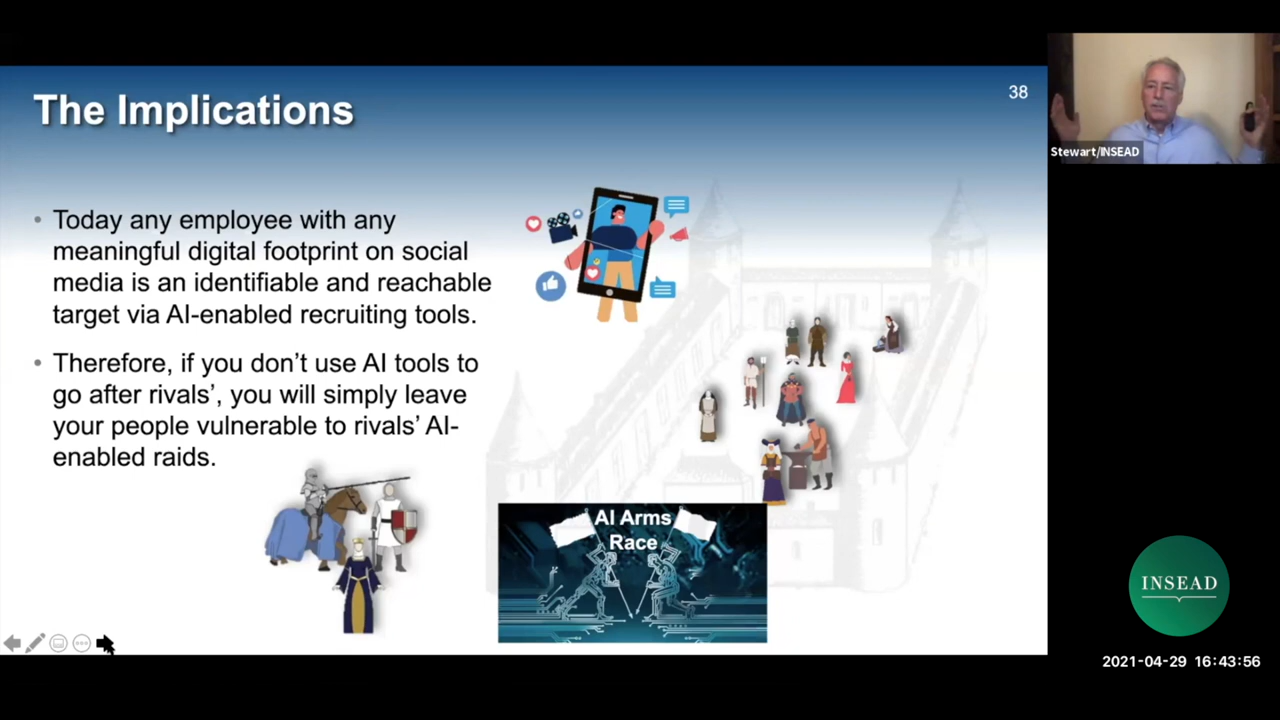 The Implications
38
• Today any employee with any
meaningful digital footprint on social
media is an identifiable and reachable
target via AI-enabled recruiting tools.
• Therefore, if you don’t use AI tools to
go after rivals’, you will simply leave
your people vulnerable to rivals’ AI-
enabled raids.
AI Arms
Race
Stewart/INSEAD
INSEAD
2021-04-29 16:43:56